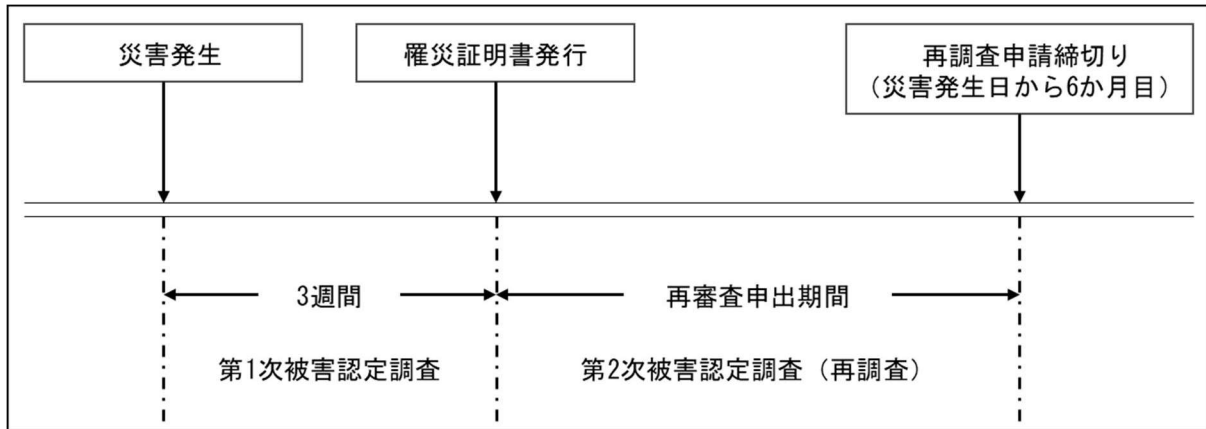 災害発生
罹災証明書発行
再調査申請締切り
（災害発生日から6か月目）
3週間
再審査申出期間
第1次被害認定調査
第2次被害認定調査（再調査）